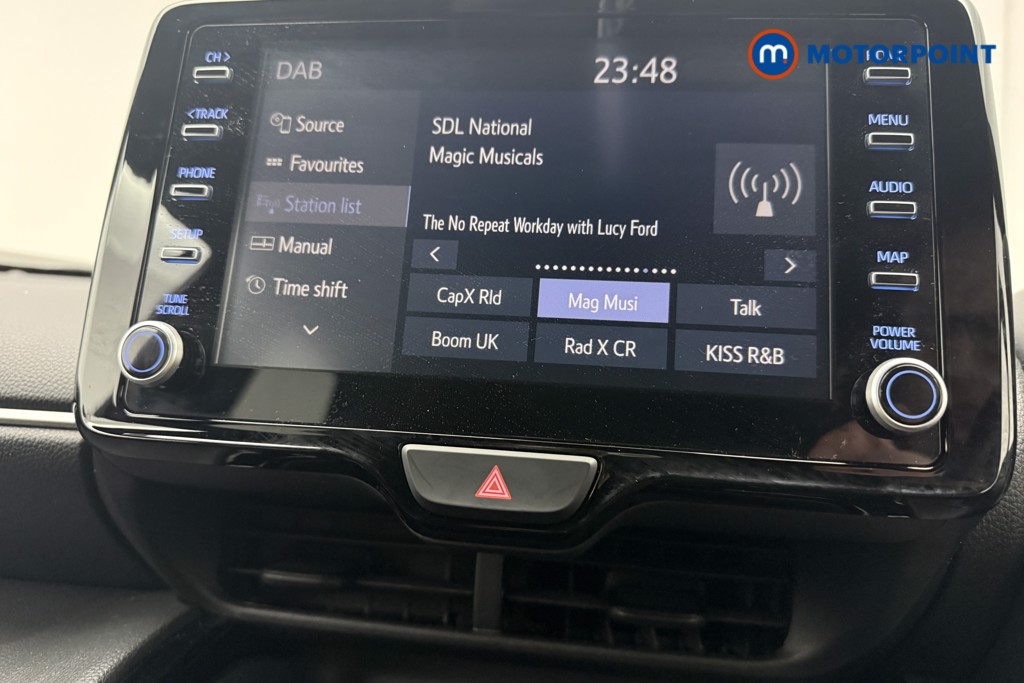 CH >
DAB
23:48
m
MOTORPOINT
< TRACK
PHONE
SETUP
TUNE
SCROLL
Source
Favourites
Station list
Manual
Time shift
SDL National
Magic Musicals
The No Repeat Workday with Lucy Ford
<
>
CapX Rld
Mag Musi
Talk
Boom UK
Rad X CR
KISS R&B
MENU
AUDIO
MAP
POWER
VOLUME